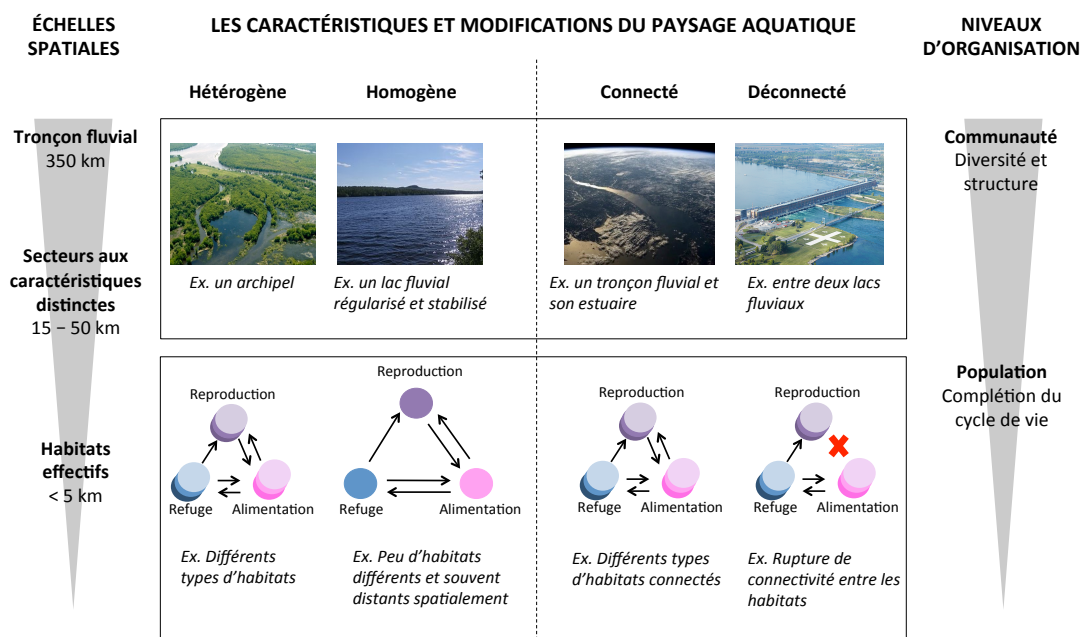 ÉCHELLES
SPATIALES
LES CARACTÉRISTIQUES ET MODIFICATIONS DU PAYSAGE AQUATIQUE
NIVEAUX
D'ORGANISATION
Hétérogène
Homogène
Connecté
Déconnecté
Tronçon fluvial
350 km
Secteurs aux
caractéristiques
distinctes
15 – 50 km
Habitats
effectifs
< 5 km
Ex. un archipel
Ex. un lac fluvial
régularisé et stabilisé
Ex. un tronçon fluvial et
son estuaire
Ex. entre deux lacs
fluviaux
Communauté
Diversité et
structure
Population
Complétion du
cycle de vie
Reproduction
Refuge
Alimentation
Ex. Différents
types d'habitats
Reproduction
Refuge
Alimentation
Ex. Peu d'habitats
différents et souvent
distants spatialement
Reproduction
Refuge
Alimentation
Ex. Différents types
d'habitats connectés
Reproduction
Refuge
Alimentation
Ex. Rupture de
connectivité entre les
habitats